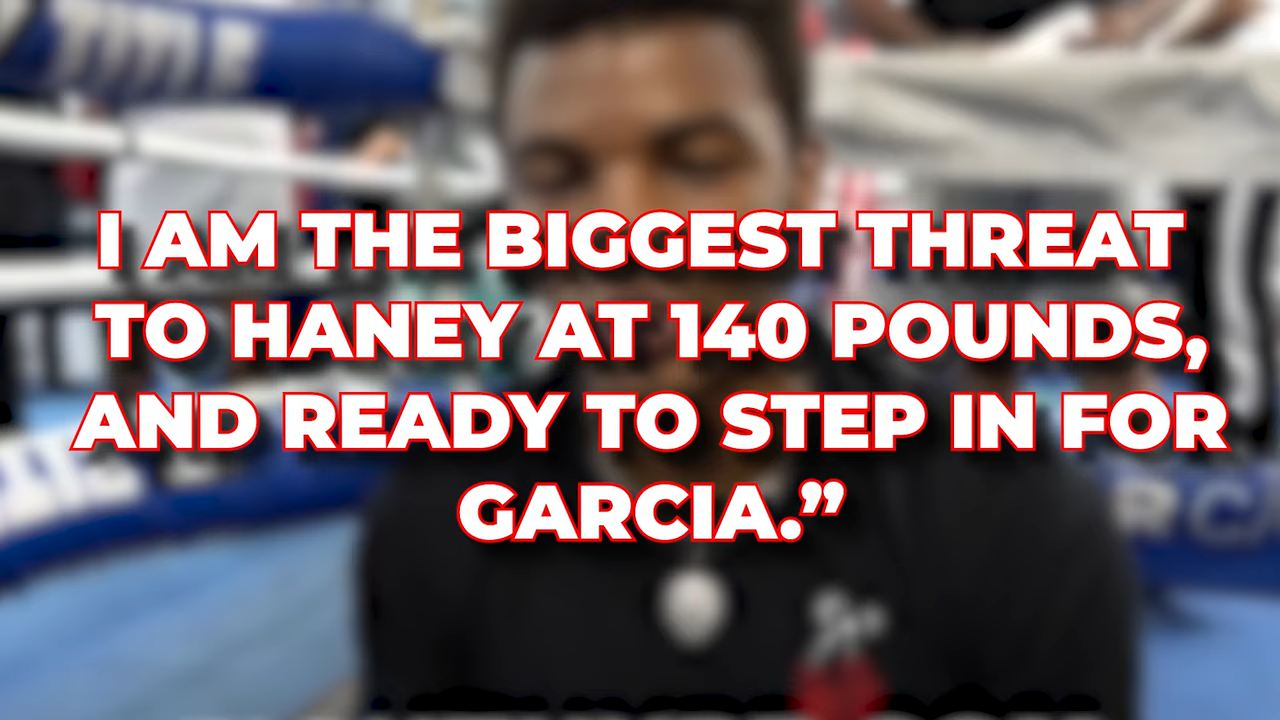 I AM THE BIGGEST THREAT
TO HANEY AT 140 POUNDS,
AND READY TO STEP IN FOR
GARCIA.”